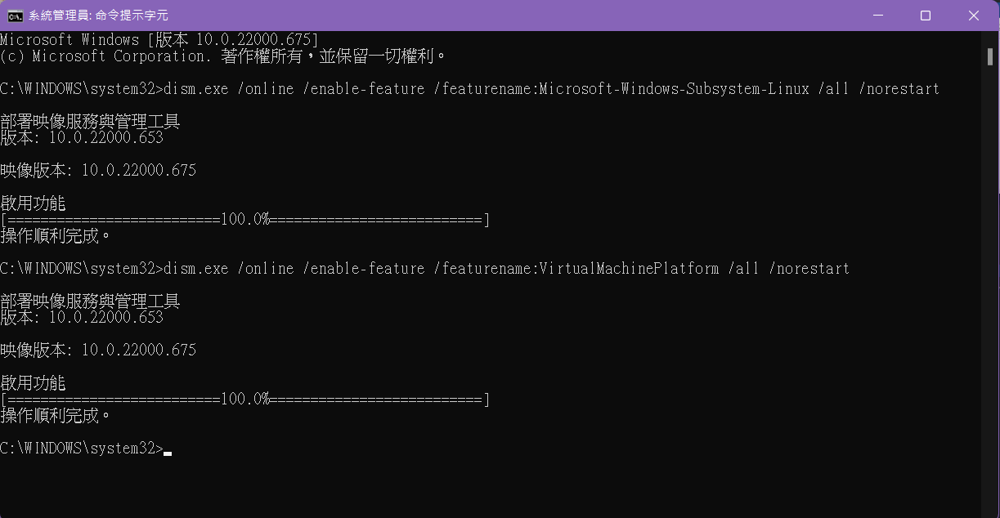 系統管理員: 命令提示字元
Microsoft Windows [版本 10.0.22000.675]
(c) Microsoft Corporation. 著作權所有，並保留一切權利。
C:\WINDOWS\system32>dism.exe /online /enable-feature /featurename:Microsoft-Windows-Subsystem-Linux /all /norestart
部署映像服務與管理工具
版本: 10.0.22000.653
映像版本: 10.0.22000.675
啟用功能
[==========================100.0%==========================]
操作順利完成。
C:\WINDOWS\system32>dism.exe /online /enable-feature /featurename:VirtualMachinePlatform /all /norestart
部署映像服務與管理工具
版本: 10.0.22000.653
映像版本: 10.0.22000.675
啟用功能
[==========================100.0%==========================]
操作順利完成。
C:\WINDOWS\system32>